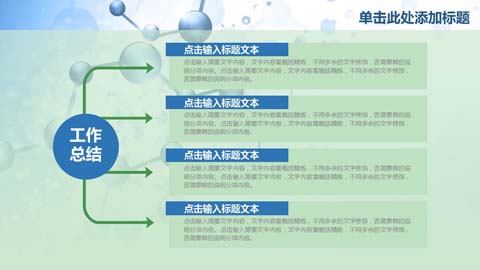 单击此处添加标题
点击输入标题文本
点击输入简要文字内容，文字内容需概括精炼，不用多余的文字修饰，言简意赅的说
明分项内容。点击输入简要文字内容，文字内容需概括精炼，不用多余的文字修饰，
言简意赅的说明分项内容。
点击输入标题文本
点击输入简要文字内容，文字内容需概括精炼，不用多余的文字修饰，言简意赅的说
明分项内容。点击输入简要文字内容，文字内容需概括精炼，不用多余的文字修饰，
言简意赅的说明分项内容。
工作
总结
点击输入标题文本
点击输入简要文字内容，文字内容需概括精炼，不用多余的文字修饰，言简意赅的说
明分项内容。点击输入简要文字内容，文字内容需概括精炼，不用多余的文字修饰，
言简意赅的说明分项内容。
点击输入标题文本
点击输入简要文字内容，文字内容需概括精炼，不用多余的文字修饰，言简意赅的说
明分项内容。点击输入简要文字内容，文字内容需概括精炼，不用多余的文字修饰，
言简意赅的说明分项内容。